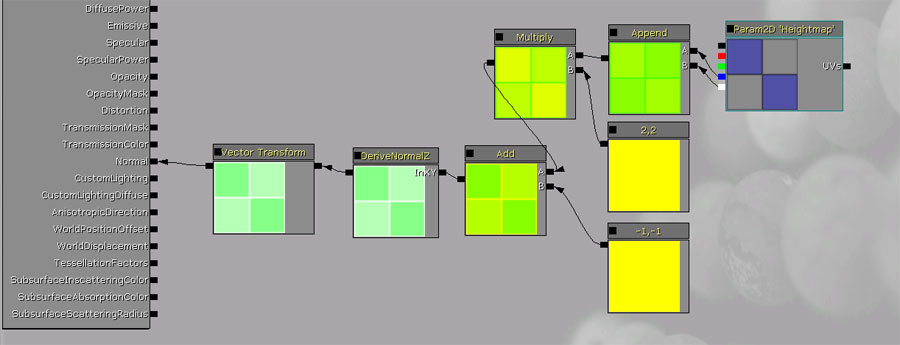 DiffusePower
Emissive
Specular
SpecularPower
Opacity
OpacityMask
Distortion
TransmissionMask
TransmissionColor
Normal
CustomLighting
CustomLightingDiffuse
AnisotropicDirection
WorldPositionOffset
WorldDisplacement
TessellationFactors
SubsurfaceInscatteringColor
SubsurfaceAbsorptionColor
SubsurfaceScatteringRadius
Vector Transform
DeriveNormalZ
InXY
Add
A
B
Multiply
A
B
Append
A
B
Param2D 'Heightmap'
UVs
2,2
-1,-1